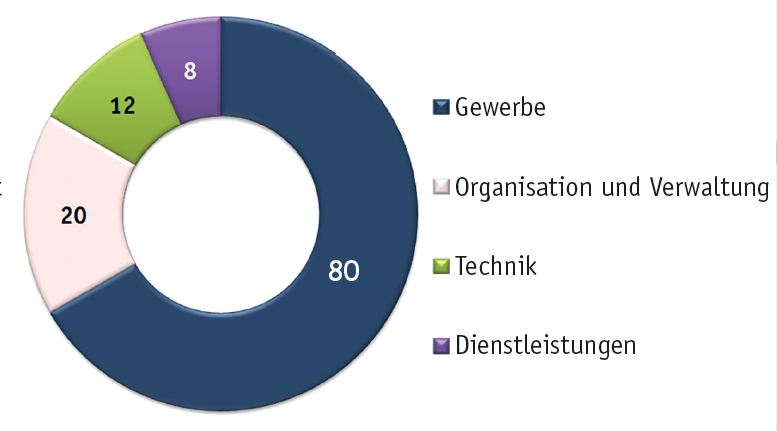 8
12
20
80
Gewerbe
Organisation und Verwaltung
Technik
Dienstleistungen